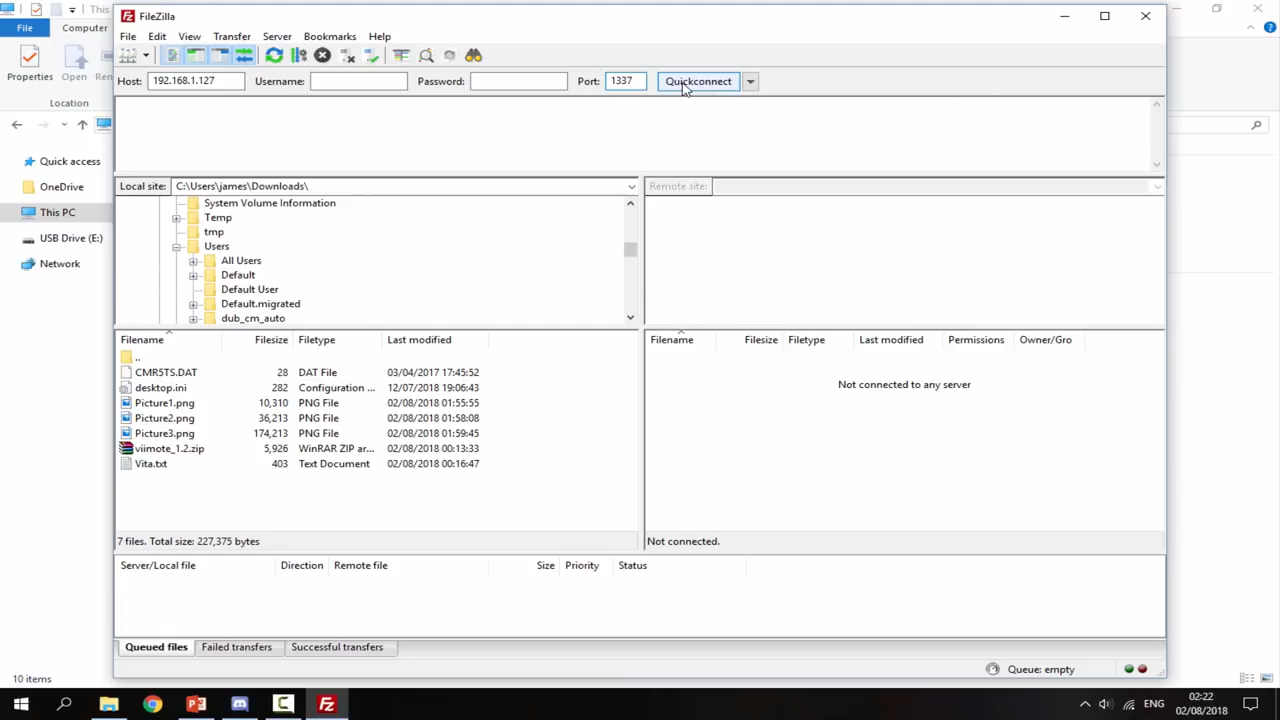 This
FileZilla
File
Computer
File Edit View Transfer Server Bookmarks Help
Properties
Open
Ren
Location
Host: 192.168.1.127 Username: Password: Port: 1337 Quickconnect
Quick access
OneDrive
This PC
USB Drive (E:)
Network
Local site: C:\Users\james\Downloads\
Remote site:
System Volume Information
Temp
tmp
Users
All Users
Default
Default User
Default.migrated
dub_cm_auto
Filename Filesize Filetype Last modified
..
CMR5TS.DAT 28 DAT File 03/04/2017 17:45:52
desktop.ini 282 Configuration ... 12/07/2018 19:06:43
Picture1.png 10,310 PNG File 02/08/2018 01:55:55
Picture2.png 36,213 PNG File 02/08/2018 01:58:08
Picture3.png 174,213 PNG File 02/08/2018 01:59:45
viimote_1.2.zip 5,926 WinRAR ZIP ar... 02/08/2018 00:13:33
Vita.txt 403 Text Document 02/08/2018 00:16:47
7 files. Total size: 227,375 bytes
Filename Filesize Filetype Last modified Permissions Owner/Gro
Not connected to any server
Not connected.
Server/Local file Direction Remote file Size Priority Status
Queued files Failed transfers Successful transfers
Queue: empty
10 items
ENG
02:22
02/08/2018